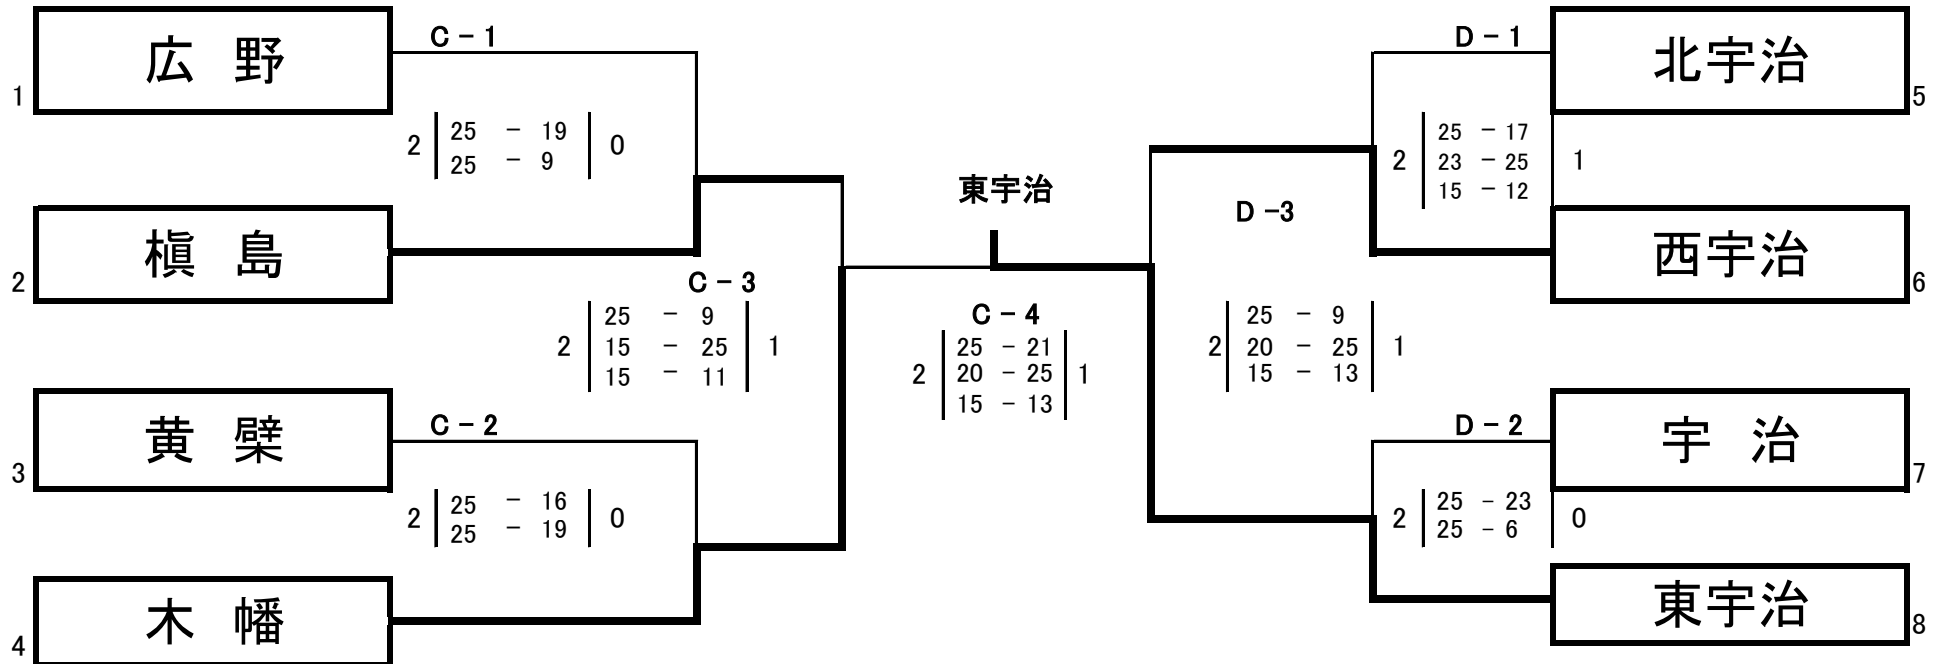 広 野
1
C - 1
2 25 - 19 0
25 - 9
槇 島
2
C - 3
2 25 - 9 1
15 - 25
15 - 11
黄 檗
3
C - 2
2 25 - 16 0
25 - 19
木 幡
4
東宇治
C - 4
2 25 - 21 1
20 - 25
15 - 13
北宇治
5
D - 1
2 25 - 17 1
23 - 25
15 - 12
西宇治
6
D -3
2 25 - 9 1
20 - 25
15 - 13
宇 治
7
D - 2
2 25 - 23 0
25 - 6
東宇治
8